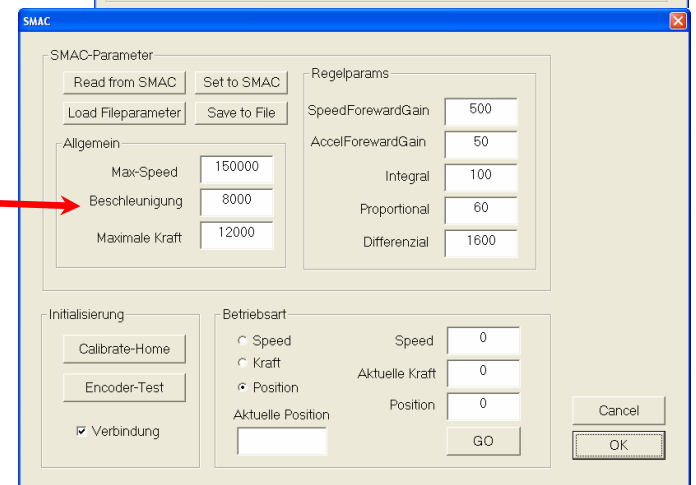 SMAC
SMAC-Parameter
Read from SMAC
Set to SMAC
Load Fileparameter
Save to File
Allgemein
Max-Speed 150000
Beschleunigung 8000
Maximale Kraft 12000
Regelparams
SpeedForewardGain 500
AccelForewardGain 50
Integral 100
Proportional 60
Differenzial 1600
Initialisierung
Calibrate-Home
Encoder-Test
Verbindung
Betriebsart
Speed
Kraft
Position
Aktuelle Position
Speed 0
Aktuelle Kraft 0
Position 0
GO
Cancel
OK